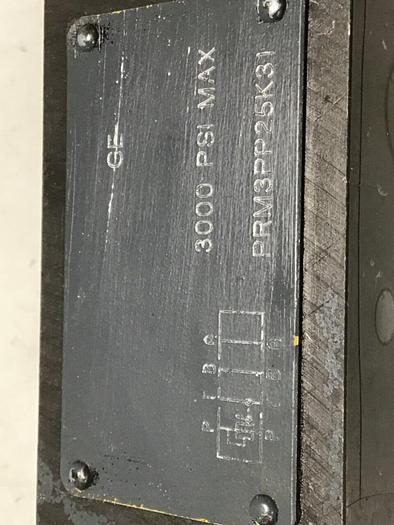 GE
3000 PSI MAX
PRM3PP25K31
P T B A
P T B A